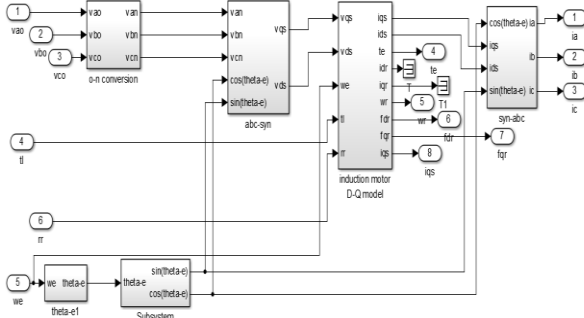 1
vao
2
vbo
3
vco
vao
vbo
vco
van
vbn
vcn
o-n conversion
van
vbn
vcn
cos(theta-e)
sin(theta-e)
vqs
vds
abc-syn
vqs
vds
we
tl
rr
iqs
ids
te
idr
iqr
wr
fdr
fqr
iqs
induction motor
D-Q model
4
te
T
T1
5
wr
6
fdr
7
fqr
8
iqs
cos(theta-e)
iqs
ids
sin(theta-e)
ia
ib
ic
syn-abc
1
ia
2
ib
3
ic
4
tl
6
rr
5
we
we theta-e
theta-e1
theta-e
sin(theta-e)
cos(theta-e)
Subsystem